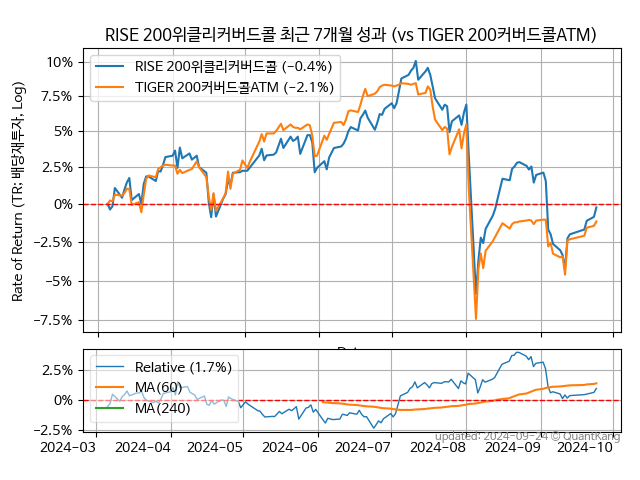 RISE 200위클리커버드콜 최근 7개월 성과 (vs TIGER 200커버드콜ATM)
Rate of Return (TR: 배당재투자, Log)
10%
7.5%
5%
2.5%
0%
−2.5%
−5%
−7.5%
RISE 200위클리커버드콜 (−0.4%)
TIGER 200커버드콜ATM (−2.1%)
2.5%
0%
−2.5%
Relative (1.7%)
MA(60)
MA(240)
2024−03 2024−04 2024−05 2024−06 2024−07 2024−08 2024−09 2024−10
updated: 2024−09−24 © QuantKang